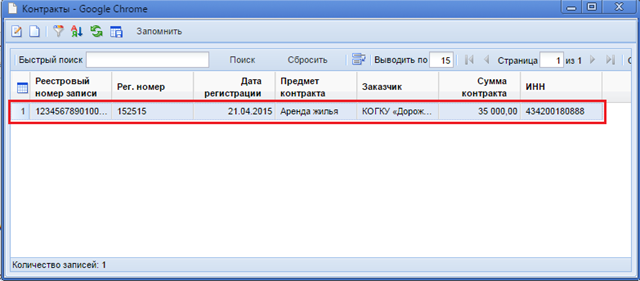 Контракты - Google Chrome
Запомнить
Быстрый поиск Поиск Сбросить Выводить по 15 Страница 1 из 1
Реестровый номер записи Рег. номер Дата регистрации Предмет контракта Заказчик Сумма контракта ИНН
1 1234567890100... 152515 21.04.2015 Аренда жилья КОГКУ «Дорож... 35 000,00 434200180888
Количество записей: 1